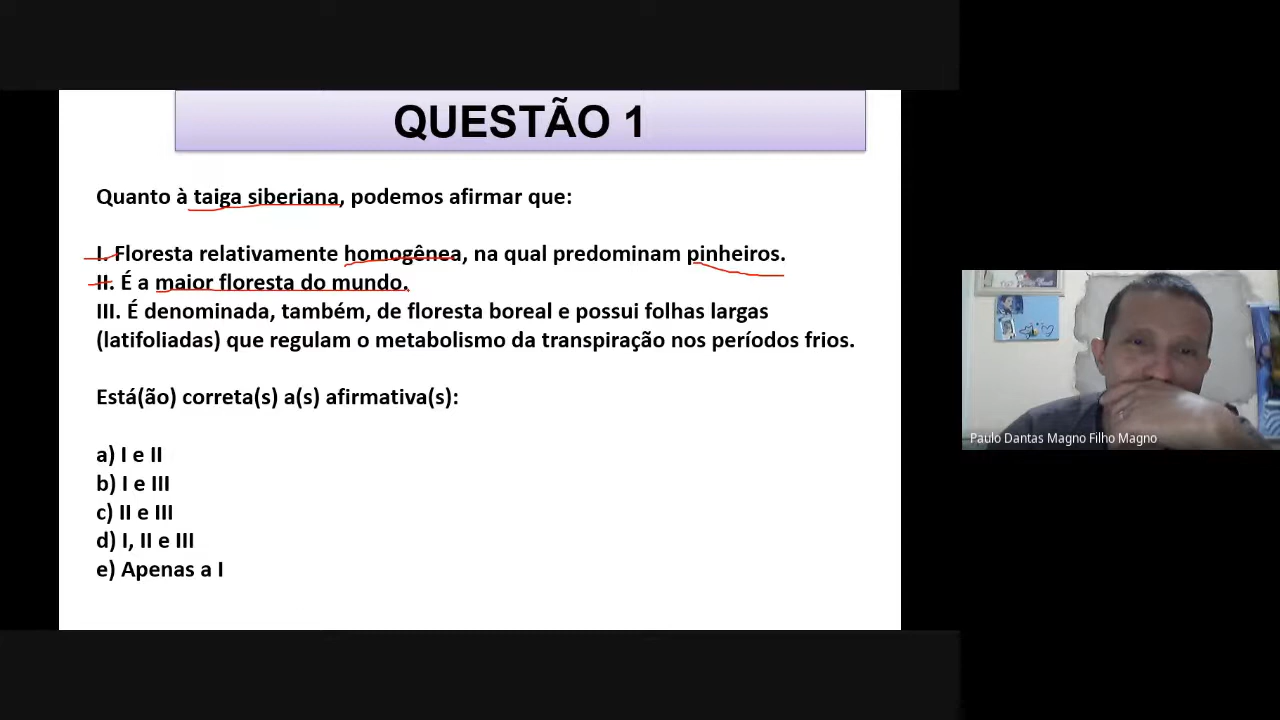 QUESTÃO 1
Quanto à taiga siberiana, podemos afirmar que:
I. Floresta relativamente homogênea, na qual predominam pinheiros.
II. É a maior floresta do mundo.
III. É denominada, também, de floresta boreal e possui folhas largas
(latifoliadas) que regulam o metabolismo da transpiração nos períodos frios.
Está(ão) correta(s) a(s) afirmativa(s):
a) I e II
b) I e III
c) II e III
d) I, II e III
e) Apenas a I
Paulo Dantas Magno Filho Magno